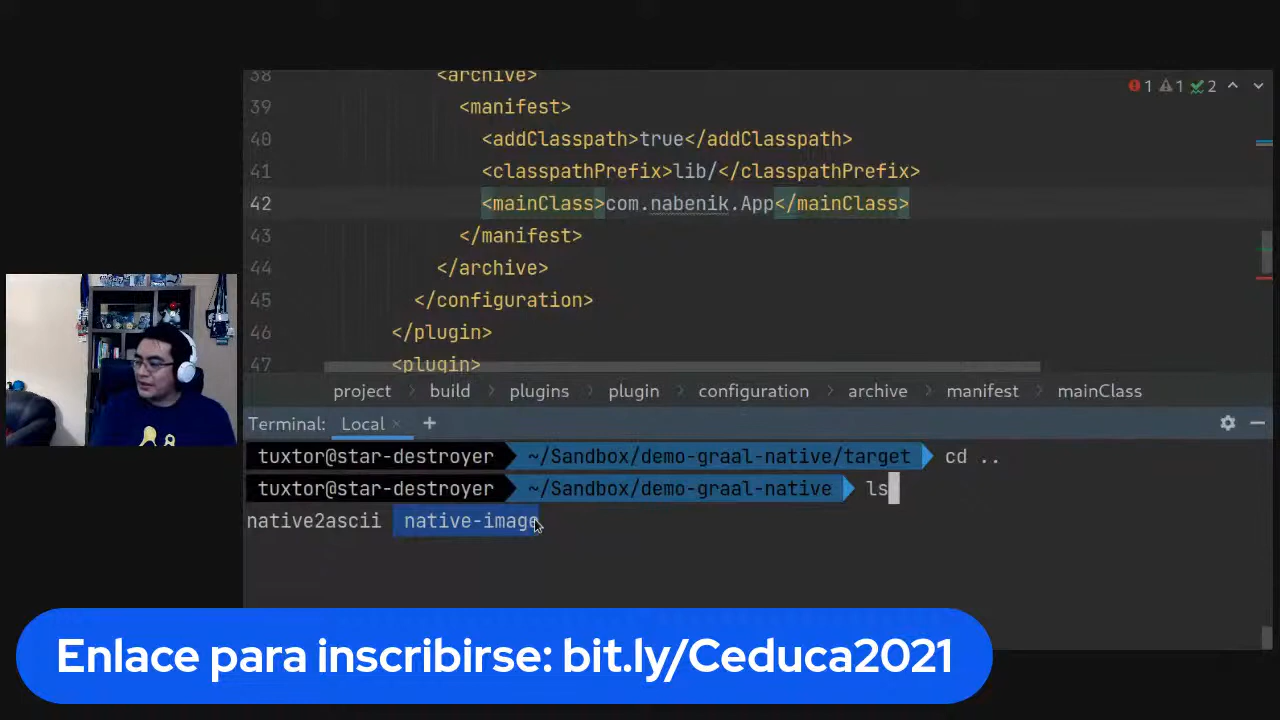 38 <archive>
39 <manifest>
40 <addClasspath>true</addClasspath>
41 <classpathPrefix>lib/</classpathPrefix>
42 <mainClass>com.nabenik.App</mainClass>
43 </manifest>
44 </archive>
45 </configuration>
46 </plugin>
47 <plugin>
1 1 2
project > build > plugins > plugin > configuration > archive > manifest > mainClass
Terminal: Local × +
tuxtor@star-destroyer ~/Sandbox/demo-graal-native/target cd ..
tuxtor@star-destroyer ~/Sandbox/demo-graal-native ls
native2ascii native-image
Enlace para inscribirse: bit.ly/Ceduca2021